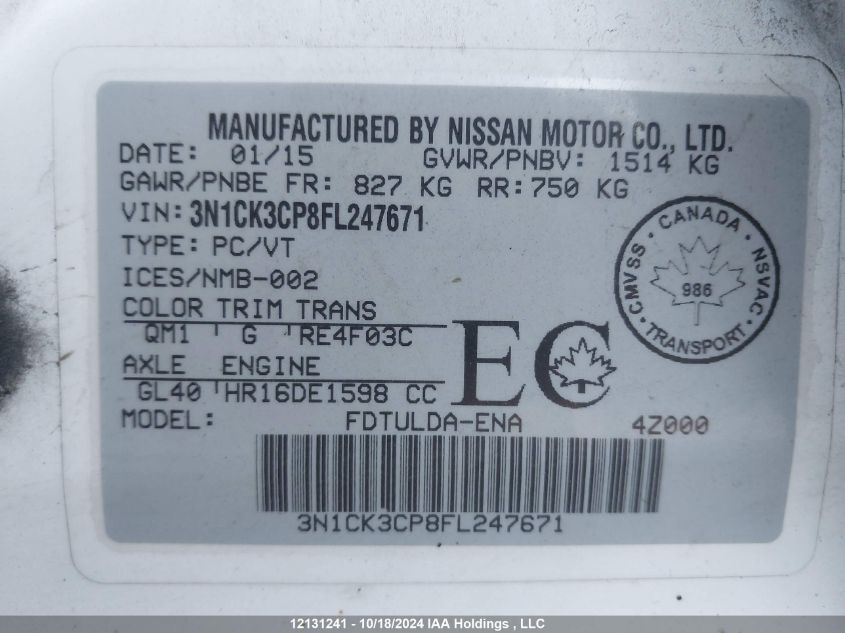 MANUFACTURED BY NISSAN MOTOR CO., LTD.
DATE: 01/15 GVWR/PNBV: 1514 KG
GAWR/PNBE FR: 827 KG RR: 750 KG
VIN: 3N1CK3CP8FL247671
TYPE: PC/VT
ICES/NMB-002
COLOR TRIM TRANS
QM1 G RE4F03C
AXLE ENGINE
GL40 HR16DE1598 CC
EC
MODEL: FDTULDA-ENA 4Z000
3N1CK3CP8FL247671
CMVSS · CANADA · NSVAC · TRANSPORT ·
986
12131241 - 10/18/2024 IAA Holdings , LLC